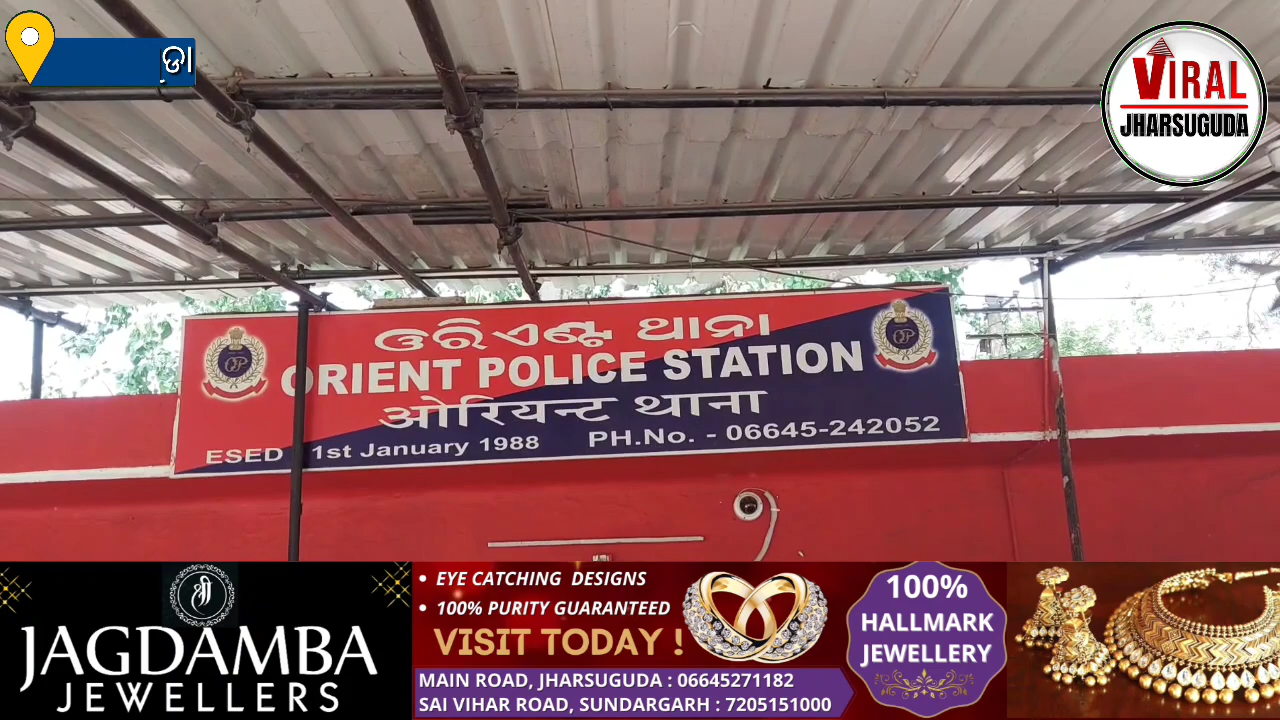 VIRAL
JHARSUGUDA
ଓରିଏଣ୍ଟ ଥାନା
ORIENT POLICE STATION
ओरियन्ट थाना
ESED 1st January 1988 PH.No. - 06645-242052
श्री
JAGDAMBA
JEWELLERS
• EYE CATCHING DESIGNS
• 100% PURITY GUARANTEED
VISIT TODAY !
MAIN ROAD, JHARSUGUDA : 06645271182
SAI VIHAR ROAD, SUNDARGARH : 7205151000
100%
HALLMARK
JEWELLERY